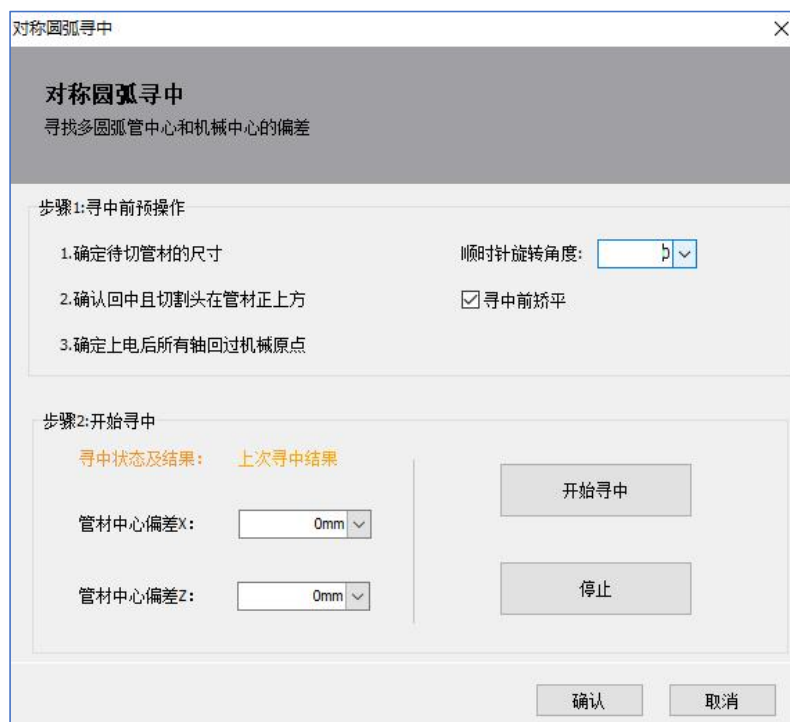 对称圆弧寻中
对称圆弧寻中
寻找多圆弧管中心和机械中心的偏差
步骤1:寻中前预操作
1.确定待切管材的尺寸
顺时针旋转角度:
2.确认回中且切割头在管材正上方
寻中前矫平
3.确定上电后所有轴回过机械原点
步骤2:开始寻中
寻中状态及结果:
上次寻中结果
开始寻中
管材中心偏差X:
0mm
管材中心偏差Z:
0mm
停止
确认
取消